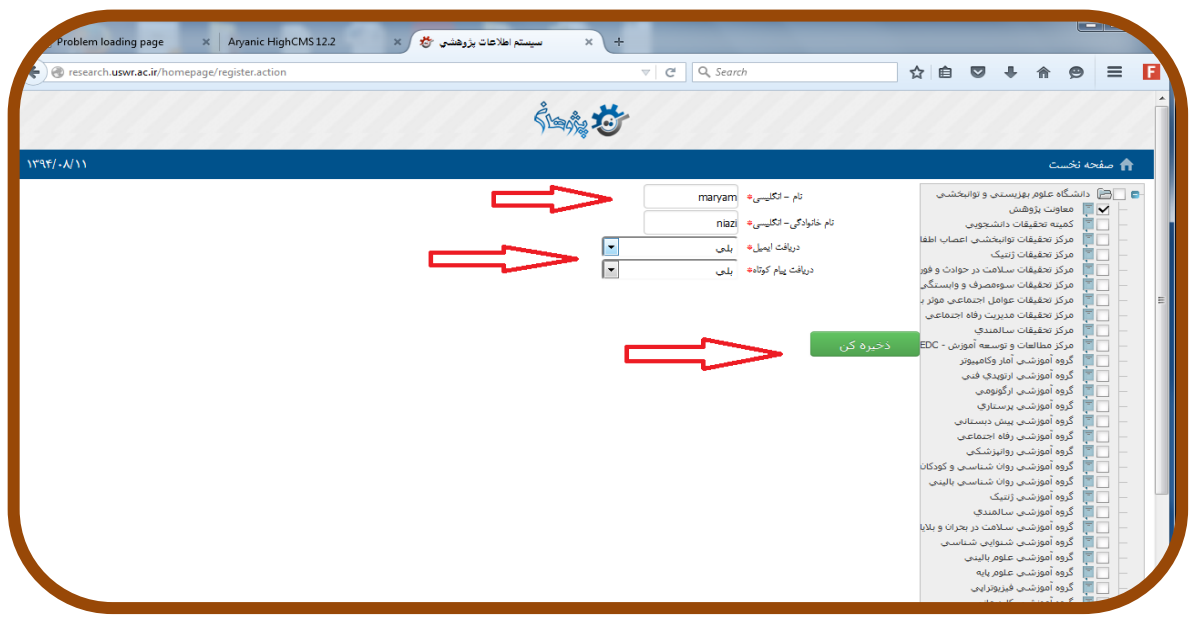 Problem loading page × Aryanic HighCMS 12.2 × سیستم اطلاعات پژوهشی × +
research.uswr.ac.ir/homepage/register.action Search
پژوهان
صفحه نخست ۱۳۹۴/۰۸/۱۱
نام - انگلیسی* maryam
نام خانوادگی - انگلیسی* niazi
دریافت ایمیل* بلی
دریافت پیام کوتاه* بلی
ذخیره کن
دانشگاه علوم بهزیستی و توانبخشی
معاونت پژوهش
کمیته تحقیقات دانشجویی
مرکز تحقیقات توانبخشی اعصاب اطفا
مرکز تحقیقات ژنتیک
مرکز تحقیقات سلامت در حوادث و فور
مرکز تحقیقات سوءمصرف و وابستگی
مرکز تحقیقات عوامل اجتماعی موثر ب
مرکز تحقیقات مدیریت رفاه اجتماعی
مرکز تحقیقات سالمندي
مرکز مطالعات و توسعه آموزش - EDC
گروه آموزشی آمار وکامپیوتر
گروه آموزشی ارتوپدي فنی
گروه آموزشی ارگونومی
گروه آموزشی پرستاري
گروه آموزشی پیش دبستانی
گروه آموزشی رفاه اجتماعی
گروه آموزشی روانپزشکی
گروه آموزشی روان شناسی و کودکان
گروه آموزشی روان شناسی بالینی
گروه آموزشی ژنتیک
گروه آموزشی سالمندي
گروه آموزشی سلامت در بحران و بلایا
گروه آموزشی شنوایی شناسی
گروه آموزشی علوم بالینی
گروه آموزشی علوم پایه
گروه آموزشی فیزیوتراپی